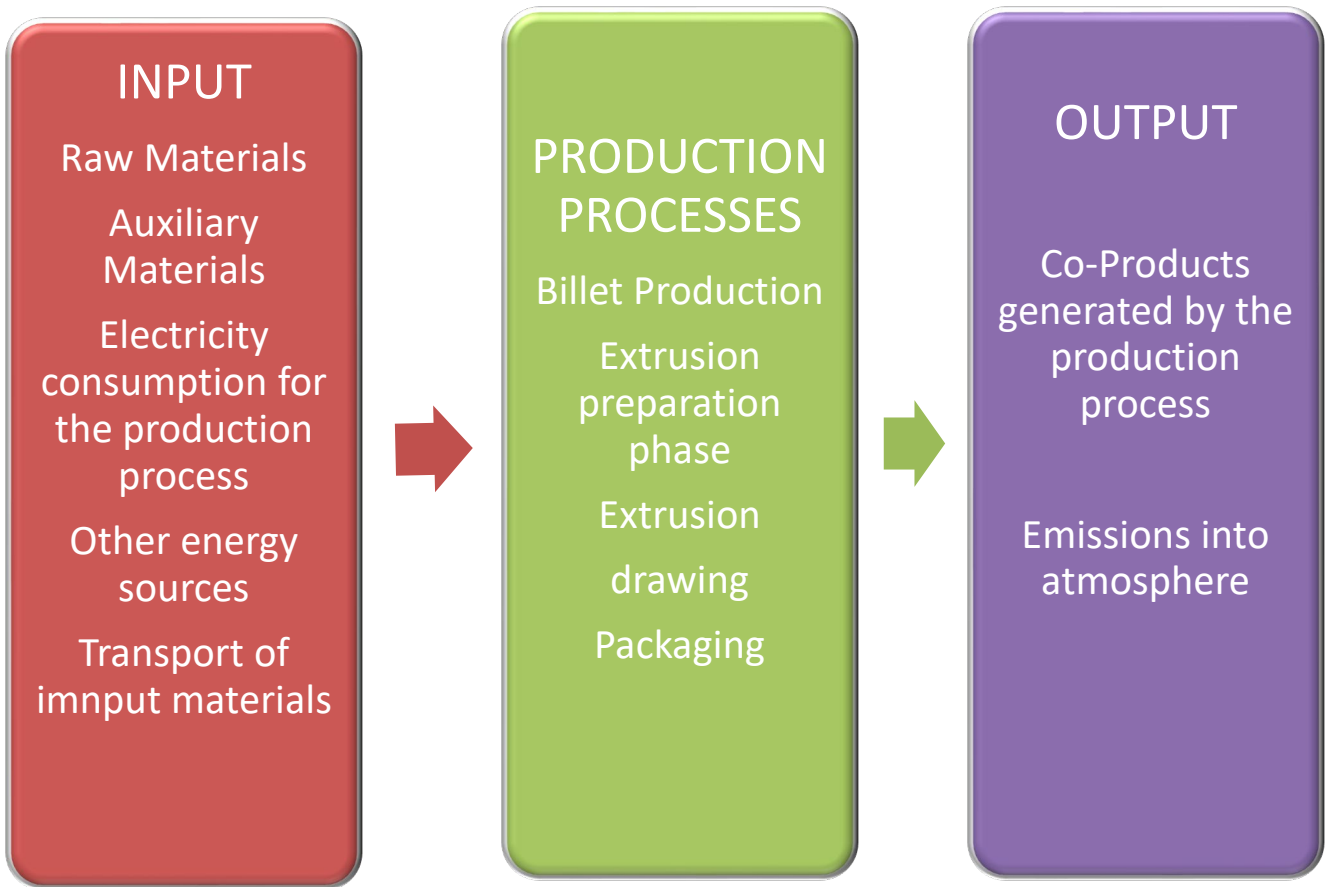 INPUT
Raw Materials
Auxiliary
Materials
Electricity
consumption for
the production
process
Other energy
sources
Transport of
imnput materials
PRODUCTION
PROCESSES
Billet Production
Extrusion
preparation
phase
Extrusion
drawing
Packaging
OUTPUT
Co-Products
generated by the
production
process
Emissions into
atmosphere